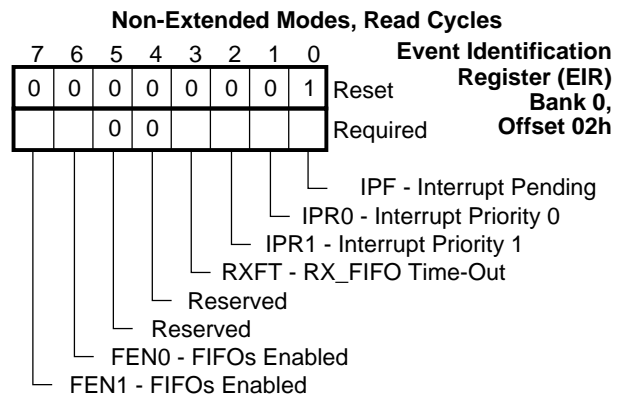 Non-Extended Modes, Read Cycles
7 6 5 4 3 2 1 0
Event Identification
Register (EIR)
Bank 0,
Offset 02h
0 0 0 0 0 0 0 1 Reset
0 0 Required
IPF - Interrupt Pending
IPR0 - Interrupt Priority 0
IPR1 - Interrupt Priority 1
RXFT - RX_FIFO Time-Out
Reserved
Reserved
FEN0 - FIFOs Enabled
FEN1 - FIFOs Enabled